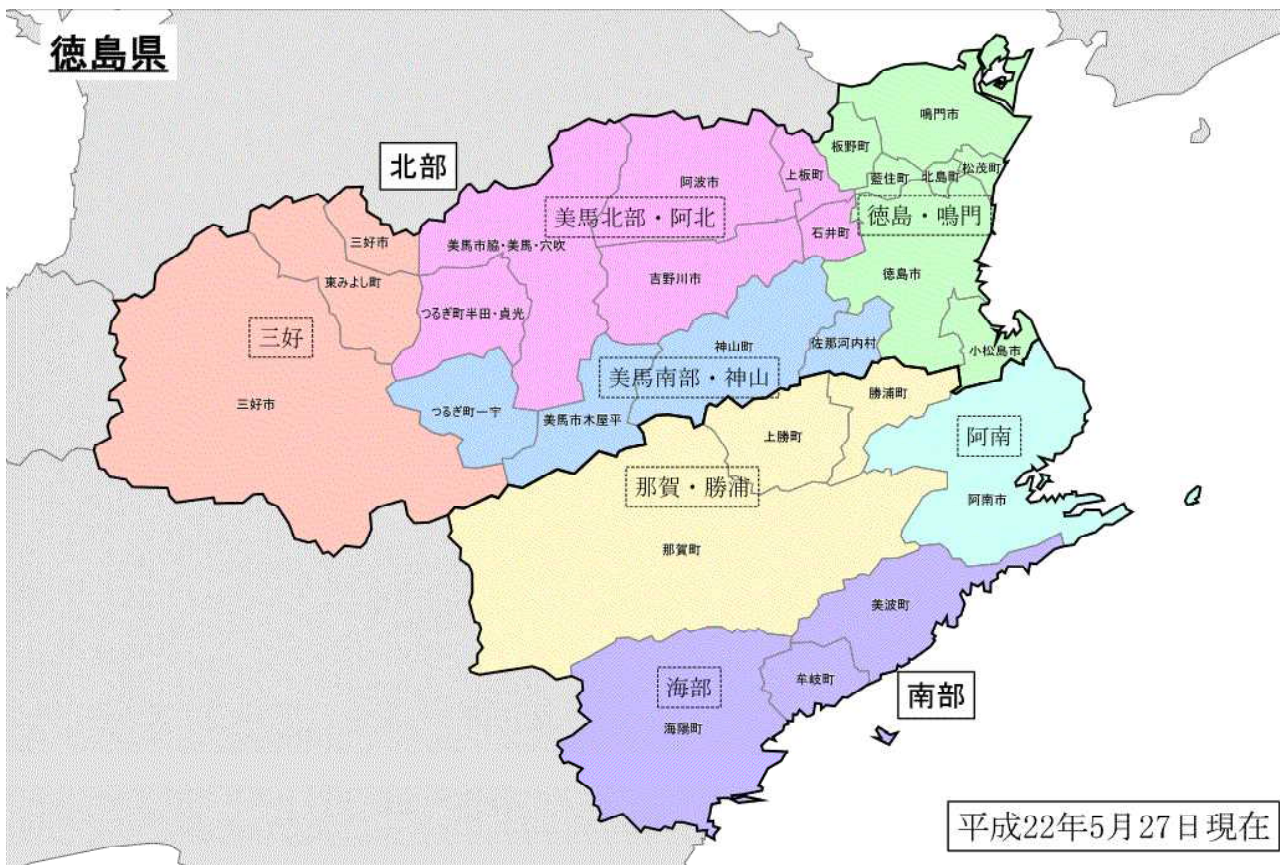 徳島県
北部
鳴門市
板野町
松茂町
藍住町
北島町
上板町
阿波市
美馬北部・阿北
徳島・鳴門
石井町
三好市
美馬市脇・美馬・穴吹
東みよし町
吉野川市
徳島市
つるぎ町半田・貞光
三好
神山町
佐那河内村
小松島市
美馬南部・神山
三好市
つるぎ町一宇
美馬市木屋平
勝浦町
上勝町
阿南
那賀・勝浦
阿南市
那賀町
美波町
海部
牟岐町
南部
海陽町
平成22年5月27日現在